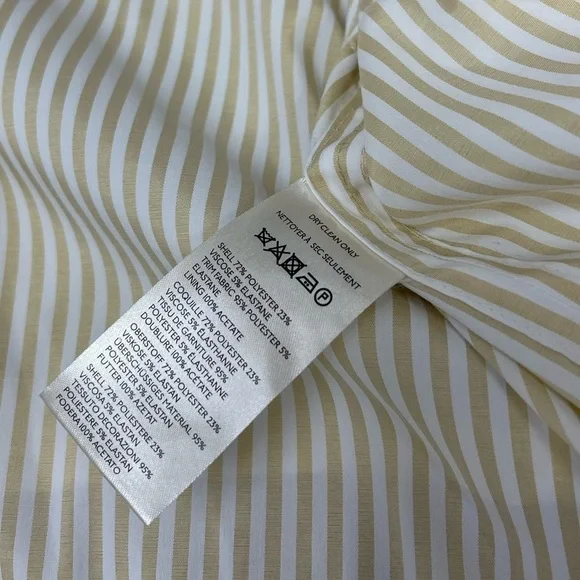 DRY CLEAN ONLY
NETTOYER À SEC SEULEMENT
P
SHELL 72% POLYESTER 23%
VISCOSE 5% ELASTANE
TRIM FABRIC 95% POLYESTER 5%
ELASTANE
LINING 100% ACETATE
COQUILLE 72% POLYESTER 23%
VISCOSE 5% ÉLASTHANNE
TISSU DE GARNITURE 95%
POLYESTER 5% ÉLASTHANNE
DOUBLURE 100% ACÉTATE
OBERSTOFF 72% POLYESTER 23%
VISKOSE 5% ELASTAN
ÜBERSCHÜSSIGES MATERIAL 95%
POLYESTER 5% ELASTAN
FUTTER 100% AZETAT
SHELL 72% POLIESTERE 23%
VISCOSA 5% ELASTAN
TESSUTO DECORAZIONI 95%
POLIESTERE 5% ELASTAN
FODERA 100% ACETATO